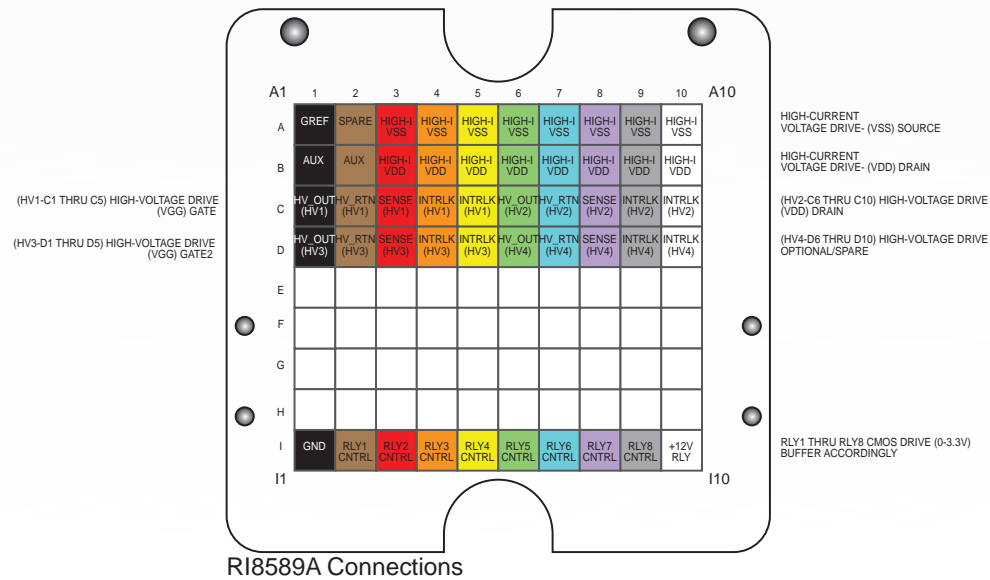 A1 1 2 3 4 5 6 7 8 9 10 A10
A GREF SPARE HIGH-I VSS HIGH-I VSS HIGH-I VSS HIGH-I VSS HIGH-I VSS HIGH-I VSS HIGH-I VSS HIGH-I VSS
HIGH-CURRENT
VOLTAGE DRIVE- (VSS) SOURCE
B AUX AUX HIGH-I VDD HIGH-I VDD HIGH-I VDD HIGH-I VDD HIGH-I VDD HIGH-I VDD HIGH-I VDD HIGH-I VDD
HIGH-CURRENT
VOLTAGE DRIVE- (VDD) DRAIN
(HV1-C1 THRU C5) HIGH-VOLTAGE DRIVE
(VGG) GATE
C HV_OUT (HV1) HV_RTN (HV1) SENSE (HV1) INTRLK (HV1) INTRLK (HV1) HV_OUT (HV2) HV_RTN (HV2) SENSE (HV2) INTRLK (HV2) INTRLK (HV2)
(HV2-C6 THRU C10) HIGH-VOLTAGE DRIVE
(VDD) DRAIN
(HV3-D1 THRU D5) HIGH-VOLTAGE DRIVE
(VGG) GATE2
D HV_OUT (HV3) HV_RTN (HV3) SENSE (HV3) INTRLK (HV3) INTRLK (HV3) HV_OUT (HV4) HV_RTN (HV4) SENSE (HV4) INTRLK (HV4) INTRLK (HV4)
(HV4-D6 THRU D10) HIGH-VOLTAGE DRIVE
OPTIONAL/SPARE
E
F
G
H
I GND RLY1 CNTRL RLY2 CNTRL RLY3 CNTRL RLY4 CNTRL RLY5 CNTRL RLY6 CNTRL RLY7 CNTRL RLY8 CNTRL +12V RLY
RLY1 THRU RLY8 CMOS DRIVE (0-3.3V)
BUFFER ACCORDINGLY
I1 I10
RI8589A Connections